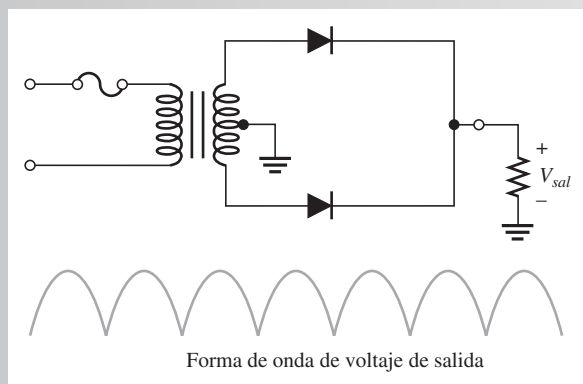 +
V_sal
−
Forma de onda de voltaje de salida